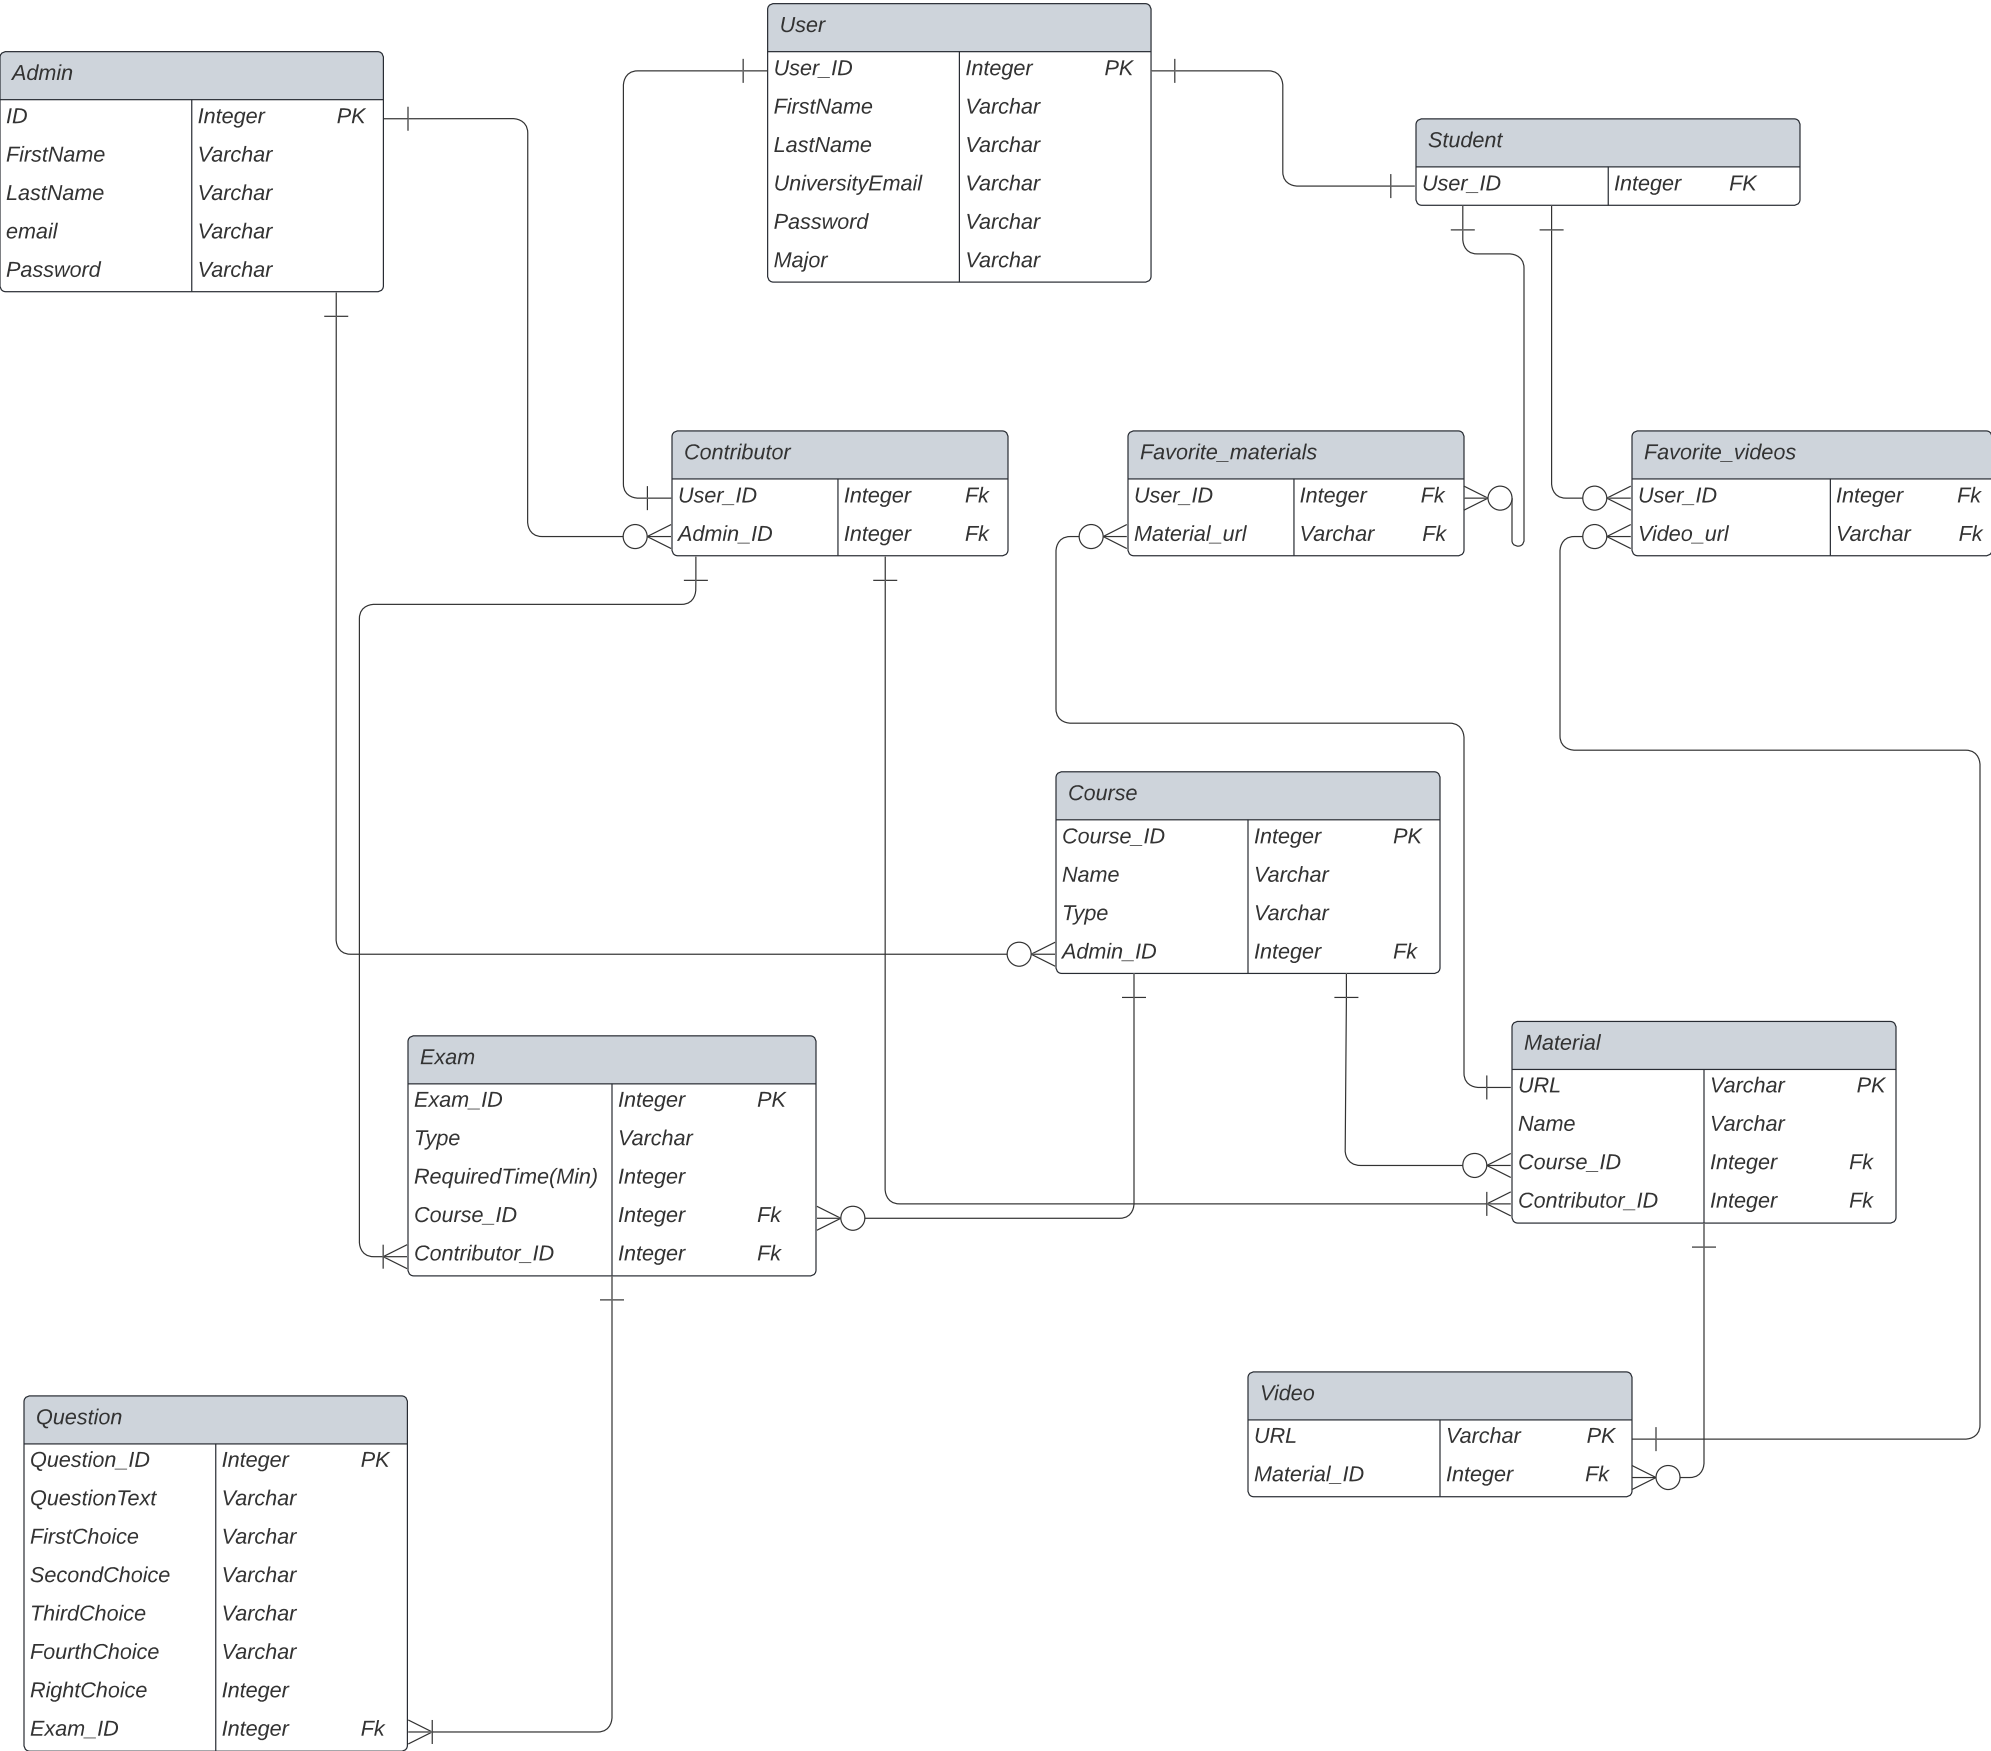 User
User_ID Integer PK
FirstName Varchar
LastName Varchar
UniversityEmail Varchar
Password Varchar
Major Varchar
Admin
ID Integer PK
FirstName Varchar
LastName Varchar
email Varchar
Password Varchar
Student
User_ID Integer FK
Contributor
User_ID Integer Fk
Admin_ID Integer Fk
Favorite_materials
User_ID Integer Fk
Material_url Varchar Fk
Favorite_videos
User_ID Integer Fk
Video_url Varchar Fk
Course
Course_ID Integer PK
Name Varchar
Type Varchar
Admin_ID Integer Fk
Exam
Exam_ID Integer PK
Type Varchar
RequiredTime(Min) Integer
Course_ID Integer Fk
Contributor_ID Integer Fk
Material
URL Varchar PK
Name Varchar
Course_ID Integer Fk
Contributor_ID Integer Fk
Video
URL Varchar PK
Material_ID Integer Fk
Question
Question_ID Integer PK
QuestionText Varchar
FirstChoice Varchar
SecondChoice Varchar
ThirdChoice Varchar
FourthChoice Varchar
RightChoice Integer
Exam_ID Integer Fk